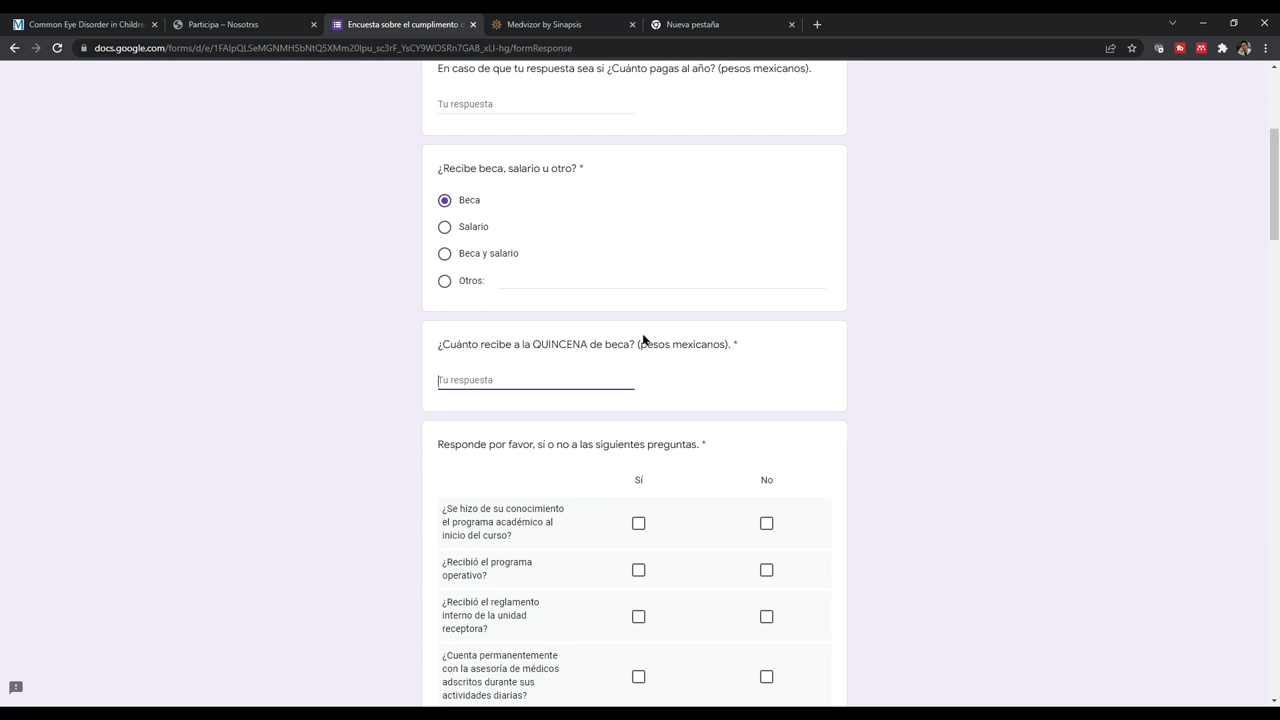 Common Eye Disorder in Childre
Participa – Nosotrxs
Encuesta sobre el cumplimento
Medvizor by Sinapsis
Nueva pestaña
docs.google.com/forms/d/e/1FAIpQLSeMGNMH5bNtQ5XMm20lpu_sc3rF_YsCY9WOSRn7GAB_xLI-hg/formResponse
En caso de que tu respuesta sea sí ¿Cuánto pagas al año? (pesos mexicanos).
Tu respuesta
¿Recibe beca, salario u otro? *
Beca
Salario
Beca y salario
Otros:
¿Cuánto recibe a la QUINCENA de beca? (pesos mexicanos). *
Tu respuesta
Responde por favor, sí o no a las siguientes preguntas. *
Sí No
¿Se hizo de su conocimiento
el programa académico al
inicio del curso?
¿Recibió el programa
operativo?
¿Recibió el reglamento
interno de la unidad
receptora?
¿Cuenta permanentemente
con la asesoría de médicos
adscritos durante sus
actividades diarias?